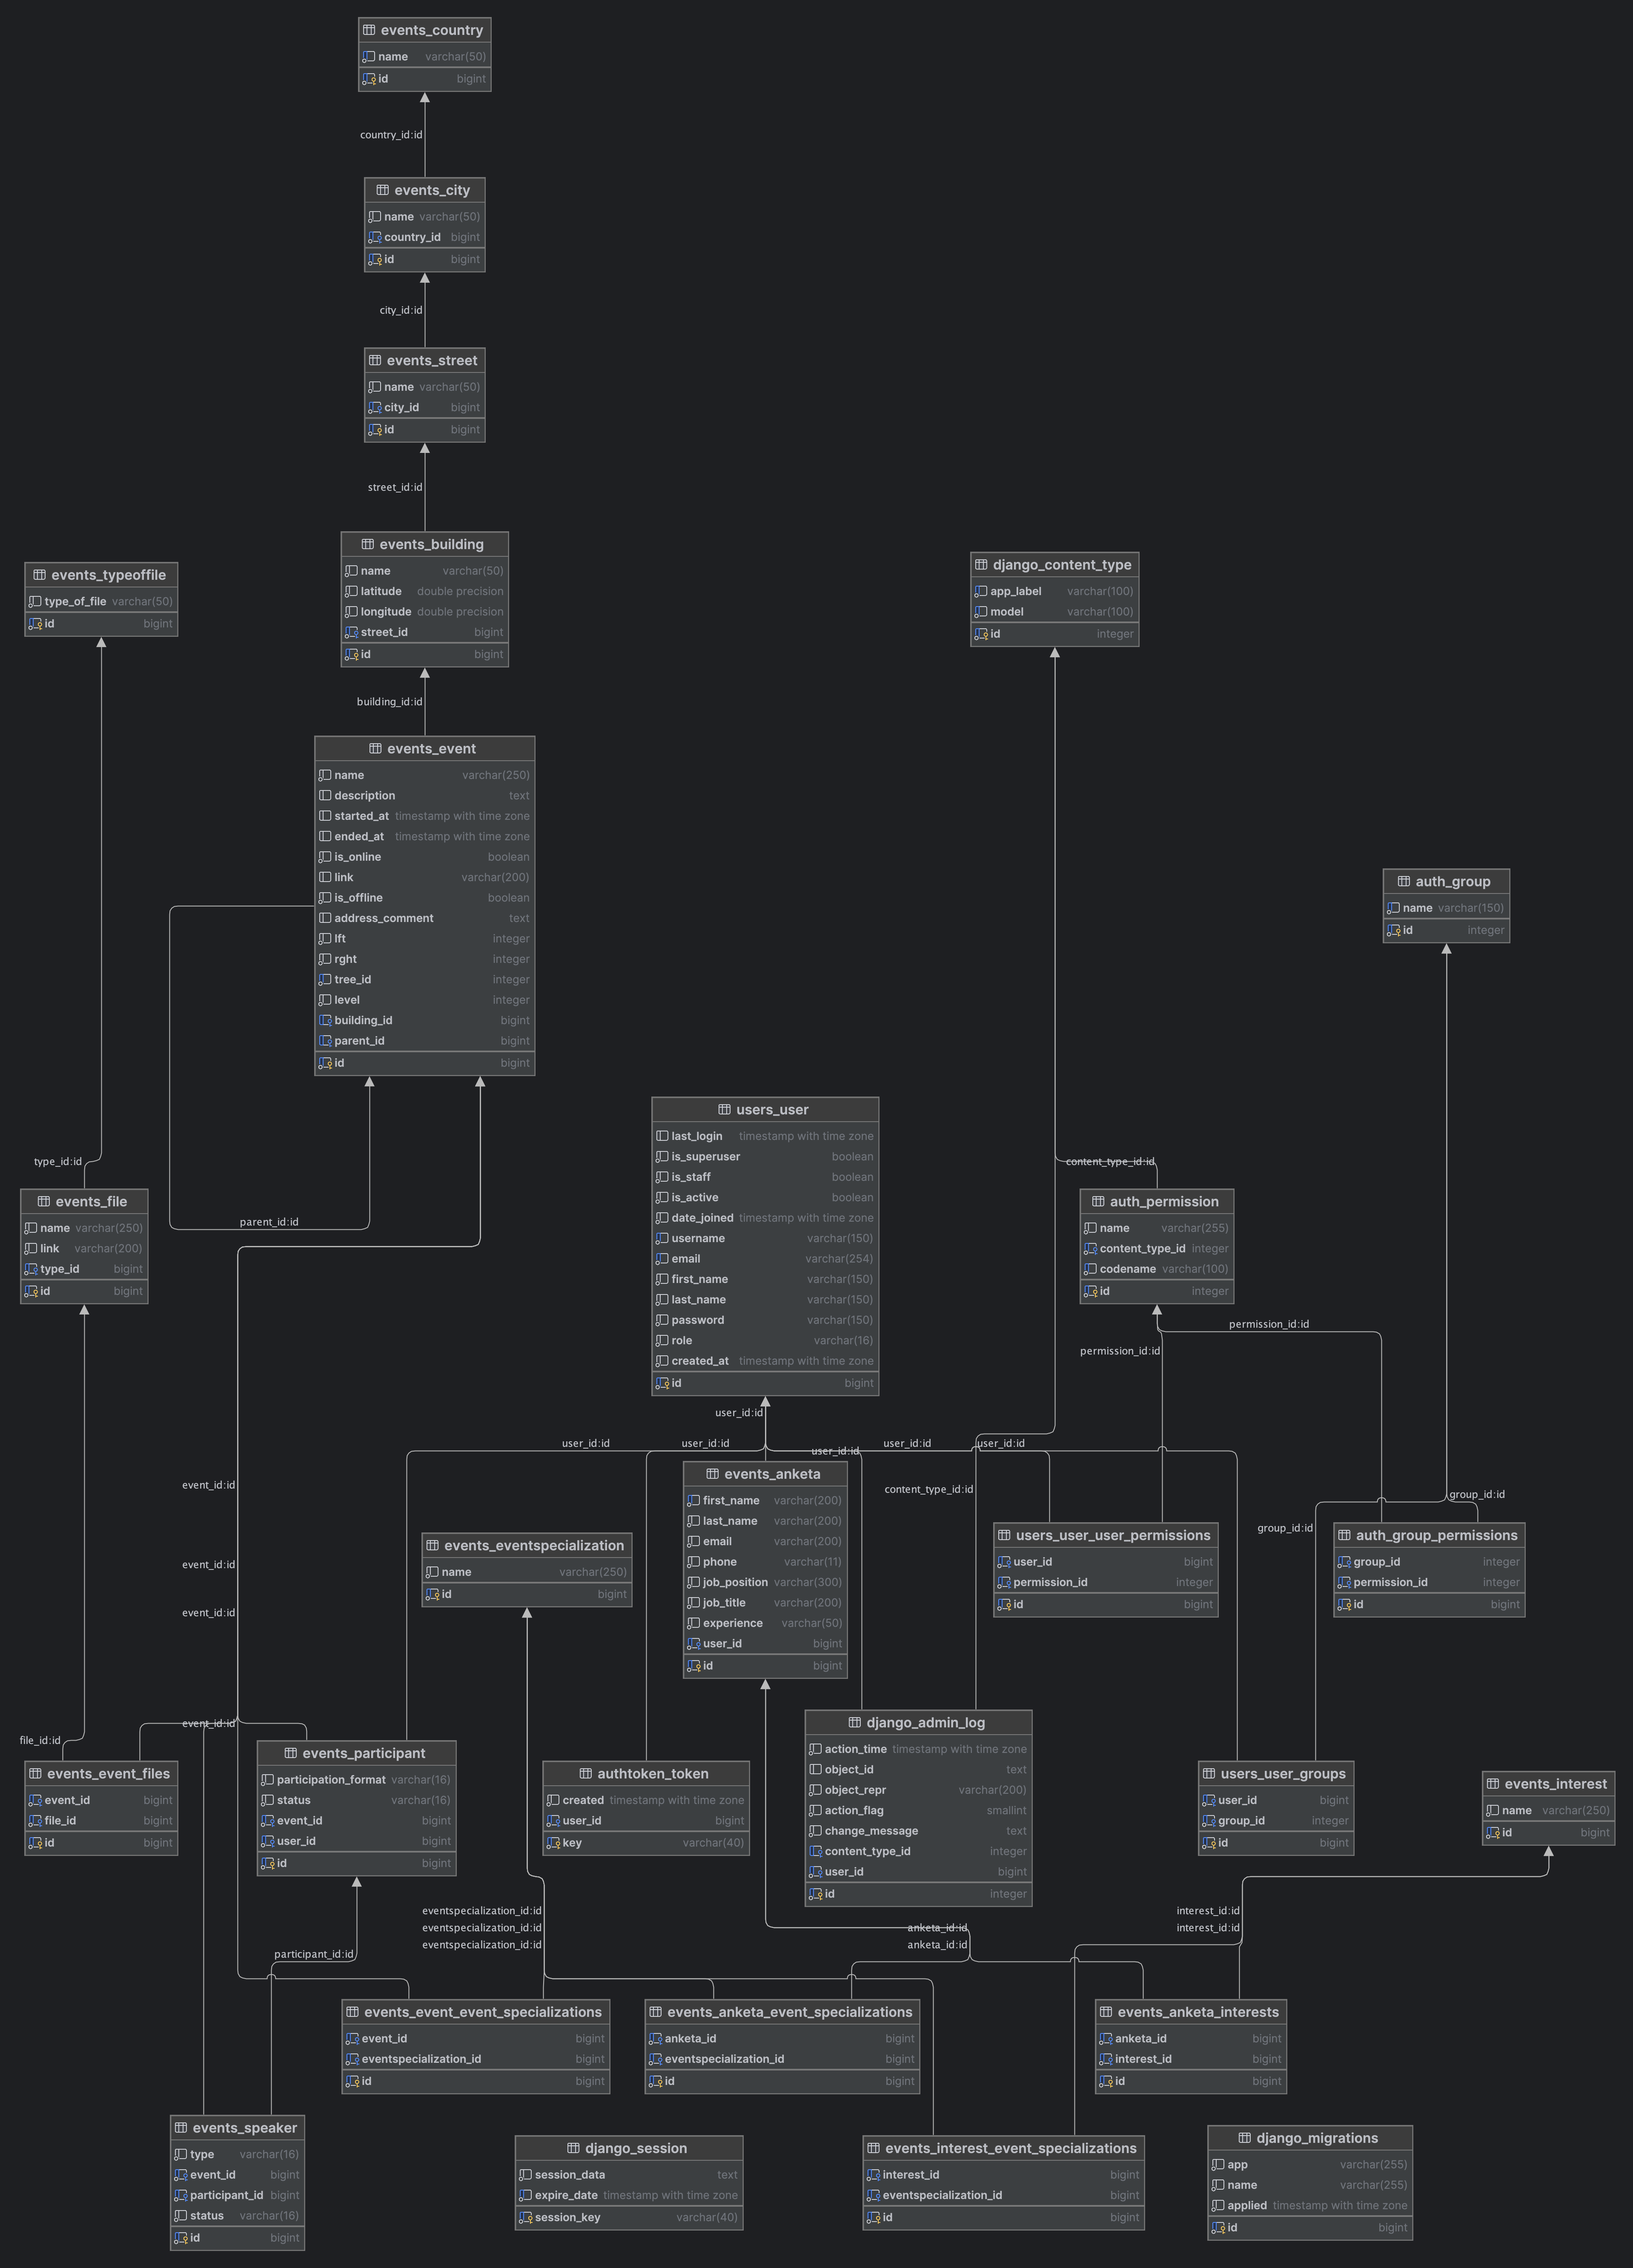 events_country
name varchar(50)
id bigint
country_id:id
events_city
name varchar(50)
country_id bigint
id bigint
city_id:id
events_street
name varchar(50)
city_id bigint
id bigint
street_id:id
events_building
name varchar(50)
latitude double precision
longitude double precision
street_id bigint
id bigint
events_typeoffile
type_of_file varchar(50)
id bigint
django_content_type
app_label varchar(100)
model varchar(100)
id integer
building_id:id
events_event
name varchar(250)
description text
started_at timestamp with time zone
ended_at timestamp with time zone
is_online boolean
link varchar(200)
is_offline boolean
address_comment text
lft integer
rght integer
tree_id integer
level integer
building_id bigint
parent_id bigint
id bigint
auth_group
name varchar(150)
id integer
users_user
last_login timestamp with time zone
is_superuser boolean
is_staff boolean
is_active boolean
date_joined timestamp with time zone
username varchar(150)
email varchar(254)
first_name varchar(150)
last_name varchar(150)
password varchar(150)
role varchar(16)
created_at timestamp with time zone
id bigint
type_id:id
events_file
name varchar(250)
link varchar(200)
type_id bigint
id bigint
parent_id:id
content_type_id:id
auth_permission
name varchar(255)
content_type_id integer
codename varchar(100)
id integer
permission_id:id
permission_id:id
user_id:id
user_id:id
user_id:id
user_id:id
user_id:id
user_id:id
events_anketa
first_name varchar(200)
last_name varchar(200)
email varchar(200)
phone varchar(11)
job_position varchar(300)
job_title varchar(200)
experience varchar(50)
user_id bigint
id bigint
event_id:id
content_type_id:id
group_id:id
group_id:id
events_eventspecialization
name varchar(250)
id bigint
users_user_user_permissions
user_id bigint
permission_id integer
id bigint
auth_group_permissions
group_id integer
permission_id integer
id bigint
event_id:id
event_id:id
event_id:id
file_id:id
events_event_files
event_id bigint
file_id bigint
id bigint
events_participant
participation_format varchar(16)
status varchar(16)
event_id bigint
user_id bigint
id bigint
authtoken_token
created timestamp with time zone
user_id bigint
key varchar(40)
django_admin_log
action_time timestamp with time zone
object_id text
object_repr varchar(200)
action_flag smallint
change_message text
content_type_id integer
user_id bigint
id integer
users_user_groups
user_id bigint
group_id integer
id bigint
events_interest
name varchar(250)
id bigint
eventspecialization_id:id
eventspecialization_id:id
eventspecialization_id:id
anketa_id:id
anketa_id:id
interest_id:id
interest_id:id
participant_id:id
events_event_event_specializations
event_id bigint
eventspecialization_id bigint
id bigint
events_anketa_event_specializations
anketa_id bigint
eventspecialization_id bigint
id bigint
events_anketa_interests
anketa_id bigint
interest_id bigint
id bigint
events_speaker
type varchar(16)
event_id bigint
participant_id bigint
status varchar(16)
id bigint
django_session
session_data text
expire_date timestamp with time zone
session_key varchar(40)
events_interest_event_specializations
interest_id bigint
eventspecialization_id bigint
id bigint
django_migrations
app varchar(255)
name varchar(255)
applied timestamp with time zone
id bigint